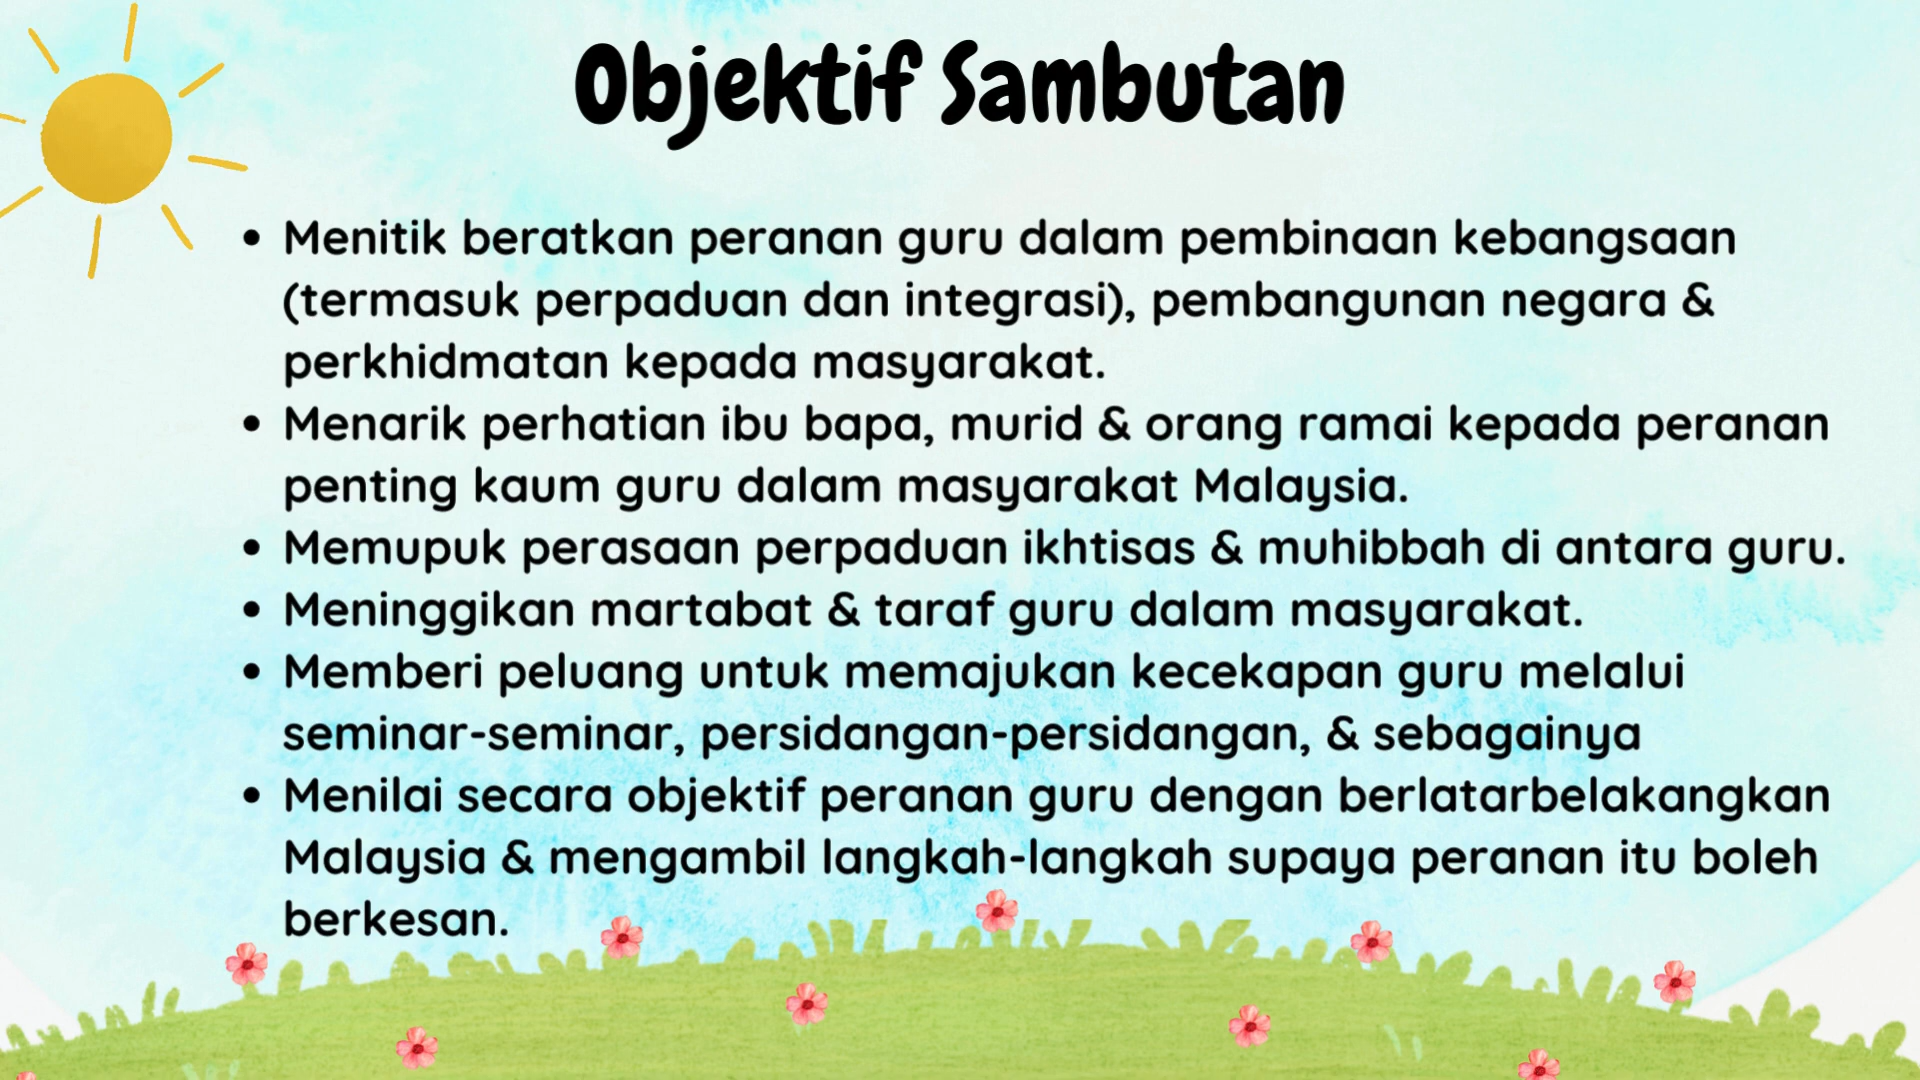 Objektif Sambutan
• Menitik beratkan peranan guru dalam pembinaan kebangsaan
(termasuk perpaduan dan integrasi), pembangunan negara &
perkhidmatan kepada masyarakat.
• Menarik perhatian ibu bapa, murid & orang ramai kepada peranan
penting kaum guru dalam masyarakat Malaysia.
• Memupuk perasaan perpaduan ikhtisas & muhibbah di antara guru.
• Meninggikan martabat & taraf guru dalam masyarakat.
• Memberi peluang untuk memajukan kecekapan guru melalui
seminar-seminar, persidangan-persidangan, & sebagainya
• Menilai secara objektif peranan guru dengan berlatarbelakangkan
Malaysia & mengambil langkah-langkah supaya peranan itu boleh
berkesan.